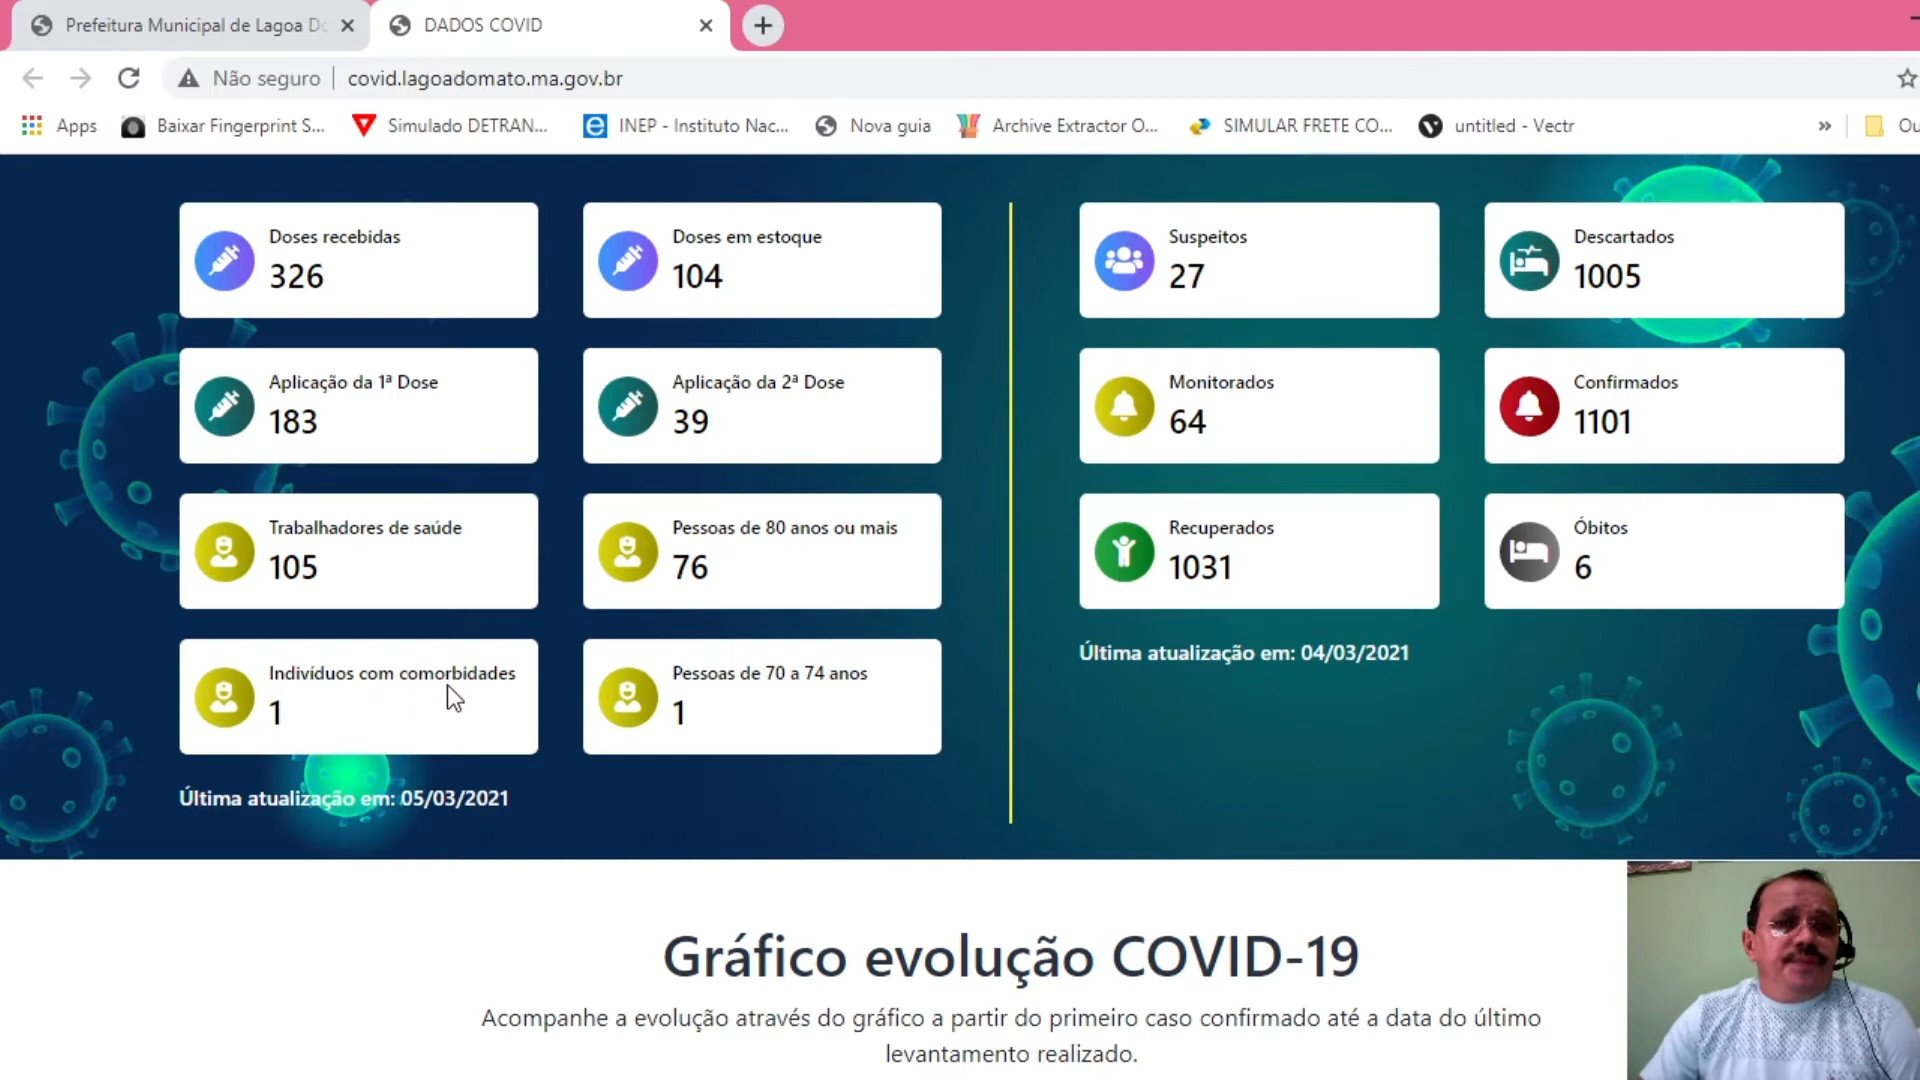 Prefeitura Municipal de Lagoa Do
DADOS COVID
Não seguro
covid.lagoadomato.ma.gov.br
Apps
Baixar Fingerprint S...
Simulado DETRAN...
INEP - Instituto Nac...
Nova guia
Archive Extractor O...
SIMULAR FRETE CO...
untitled - Vectr
»
Ou
Doses recebidas
326
Doses em estoque
104
Aplicação da 1ª Dose
183
Aplicação da 2ª Dose
39
Trabalhadores de saúde
105
Pessoas de 80 anos ou mais
76
Indivíduos com comorbidades
1
Pessoas de 70 a 74 anos
1
Última atualização em: 05/03/2021
Suspeitos
27
Descartados
1005
Monitorados
64
Confirmados
1101
Recuperados
1031
Óbitos
6
Última atualização em: 04/03/2021
Gráfico evolução COVID-19
Acompanhe a evolução através do gráfico a partir do primeiro caso confirmado até a data do último
levantamento realizado.